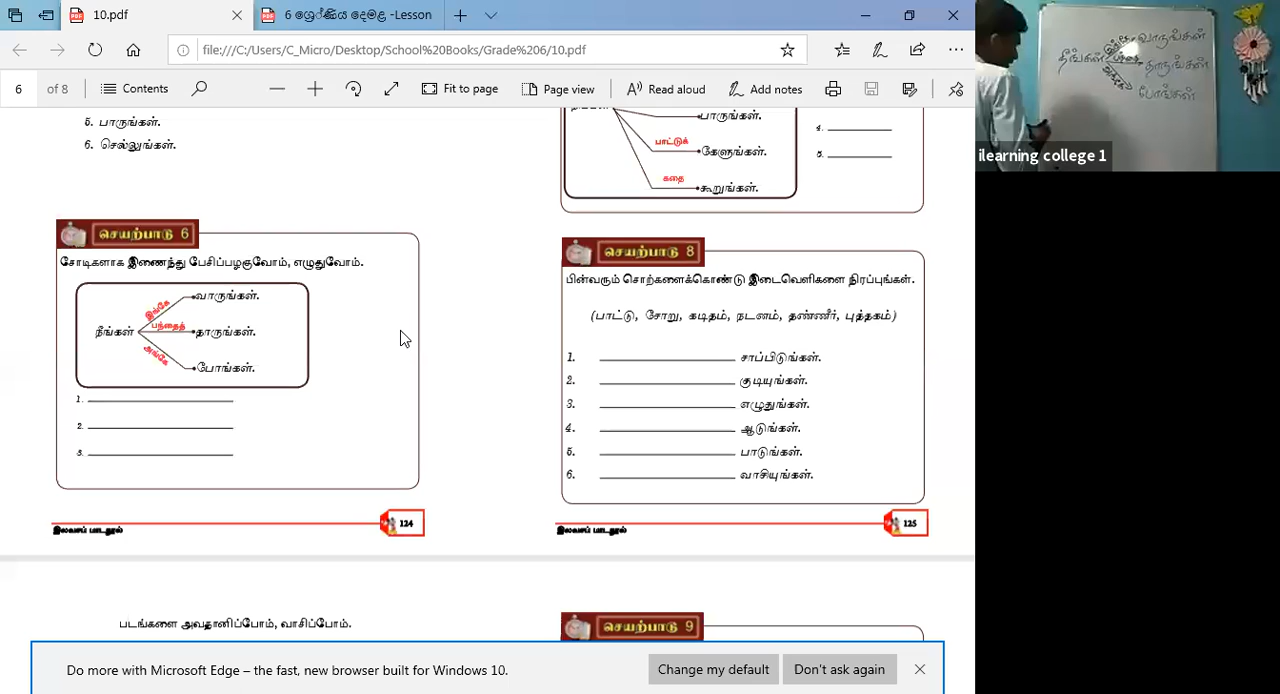 10.pdf
6 ශ්‍රේණිය දෙමළ -Lesson
file:///C:/Users/C_Micro/Desktop/School%20Books/Grade%206/10.pdf
6 of 8
Contents
Fit to page
Page view
Read aloud
Add notes
5. பாருங்கள்.
6. செல்லுங்கள்.
செயற்பாடு 6
சோடிகளாக இணைந்து பேசிப்பழகுவோம், எழுதுவோம்.
நீங்கள்
இங்கே
வாருங்கள்.
பந்தைத்
தாருங்கள்.
அங்கே
போங்கள்.
1.
2.
3.
இலவசப் பாடநூல்
124
பாருங்கள்.
பாட்டுக்
கேளுங்கள்.
கதை
கூறுங்கள்.
4.
5.
செயற்பாடு 8
பின்வரும் சொற்களைக்கொண்டு இடைவெளிகளை நிரப்புங்கள்.
(பாட்டு, சோறு, கடிதம், நடனம், தண்ணீர், புத்தகம்)
1. சாப்பிடுங்கள்.
2. குடியுங்கள்.
3. எழுதுங்கள்.
4. ஆடுங்கள்.
5. பாடுங்கள்.
6. வாசியுங்கள்.
இலவசப் பாடநூல்
125
படங்களை அவதானிப்போம், வாசிப்போம்.
செயற்பாடு 9
Do more with Microsoft Edge – the fast, new browser built for Windows 10.
Change my default
Don't ask again
நீங்கள்
இங்கே
வாருங்கள்
தாருங்கள்
அங்கே
போங்கள்
ilearning college 1